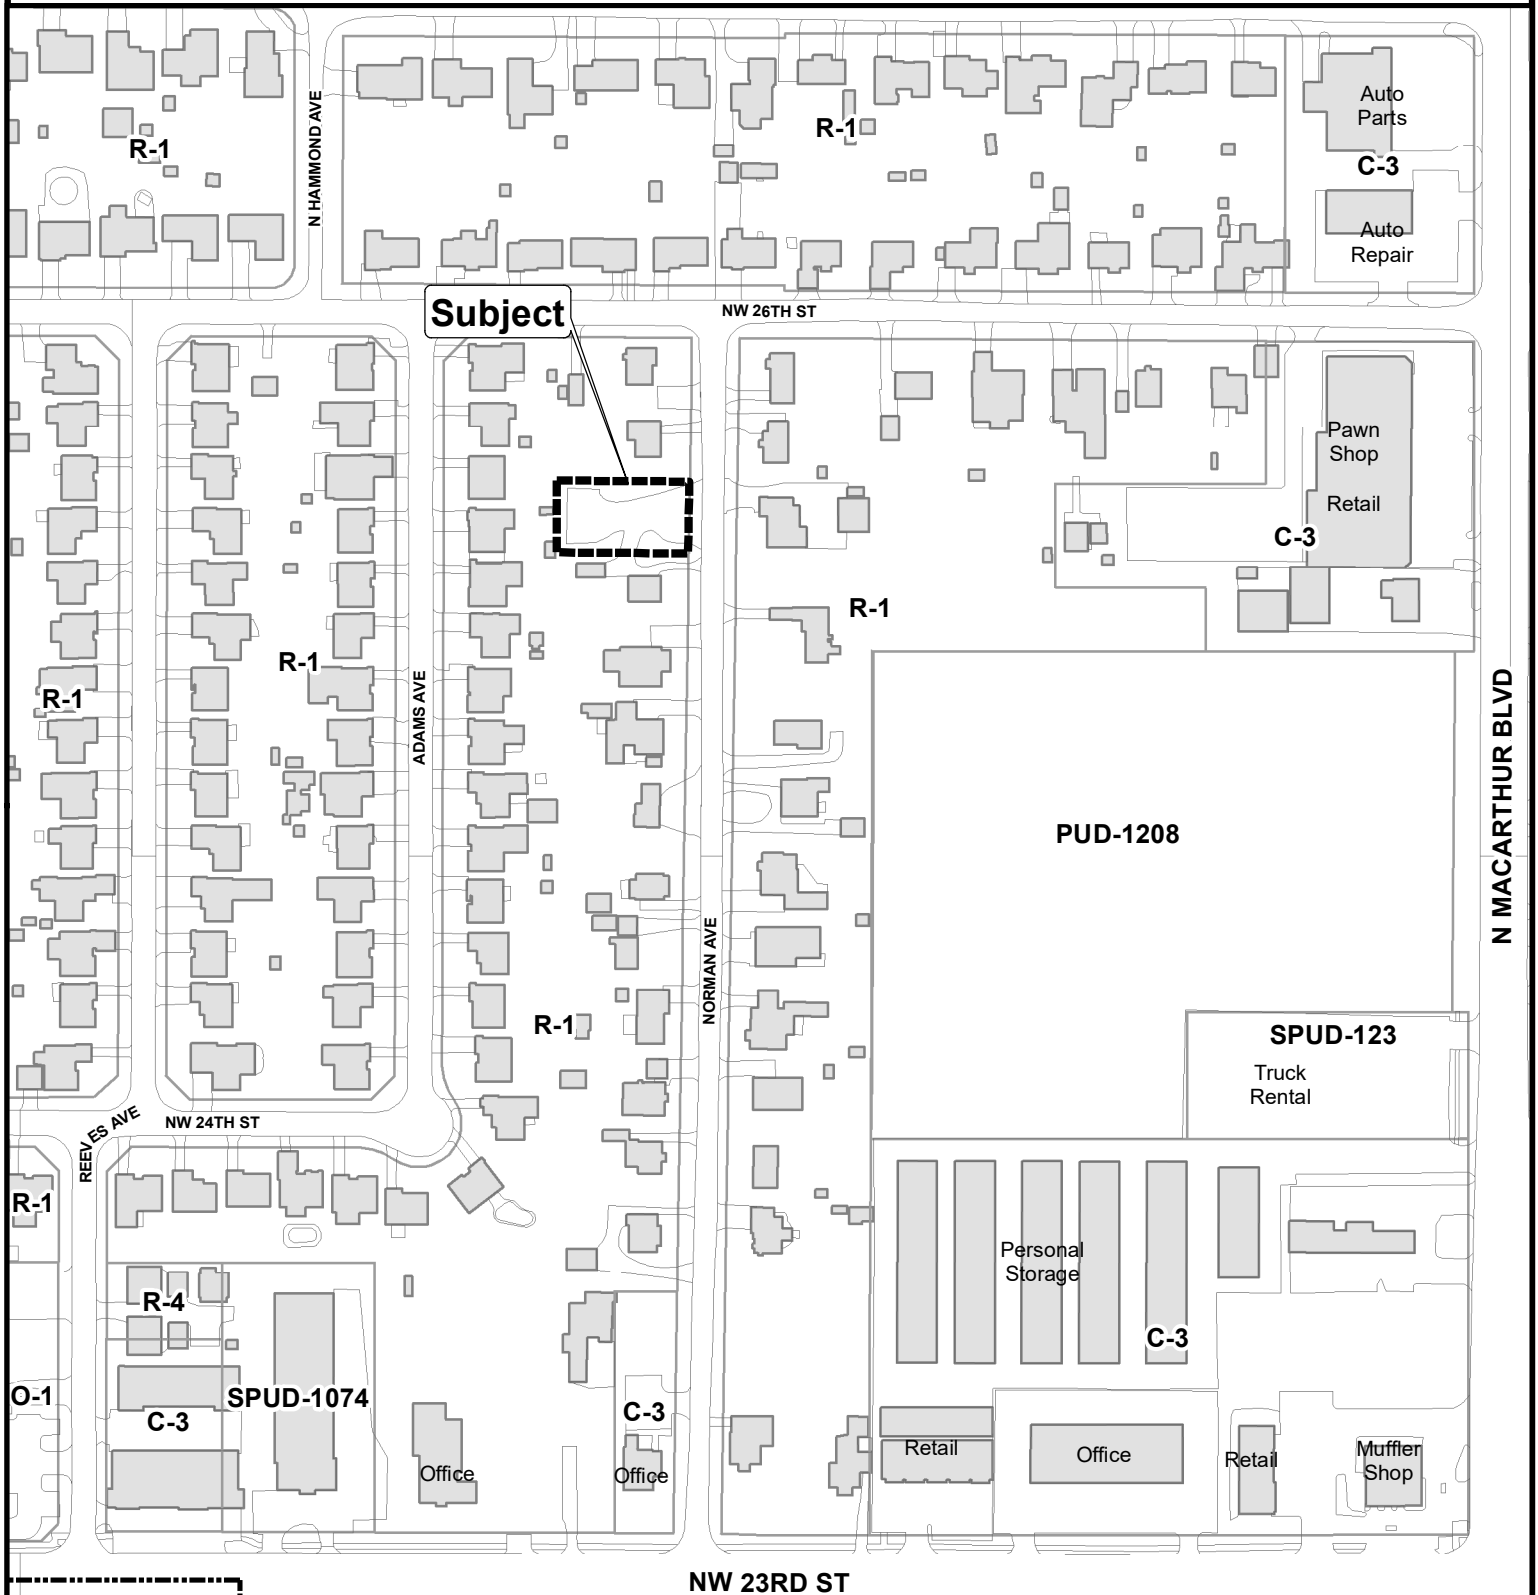 N HAMMOND AVE
R-1
R-1
Auto
Parts
C-3
Auto
Repair
Subject
NW 26TH ST
Pawn
Shop
Retail
C-3
R-1
R-1
R-1
ADAMS AVE
N MACARTHUR BLVD
PUD-1208
NORMAN AVE
R-1
SPUD-123
Truck
Rental
REEVES AVE
NW 24TH ST
R-1
Personal
Storage
R-4
C-3
O-1
SPUD-1074
C-3
C-3
Office
Office
Retail
Office
Retail
Muffler
Shop
NW 23RD ST